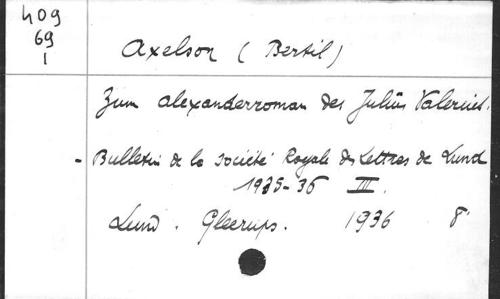 409
69
1
Axelson (Bertil)
Zum Alexanderroman des Julius Valerius.
- Bulletin de la Société Royale des Lettres de Lund
1935-36 III.
Lund. Gleerups. 1936 8°